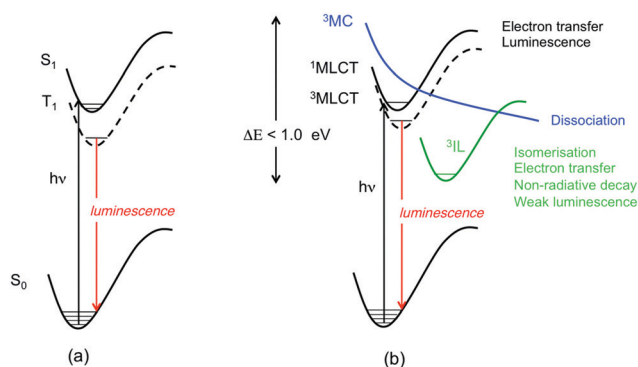 S1
T1
hν
luminescence
S0
(a)
ΔE < 1.0 eV
3MC
1MLCT
3MLCT
hν
luminescence
3IL
Electron transfer
Luminescence
Dissociation
Isomerisation
Electron transfer
Non-radiative decay
Weak luminescence
(b)